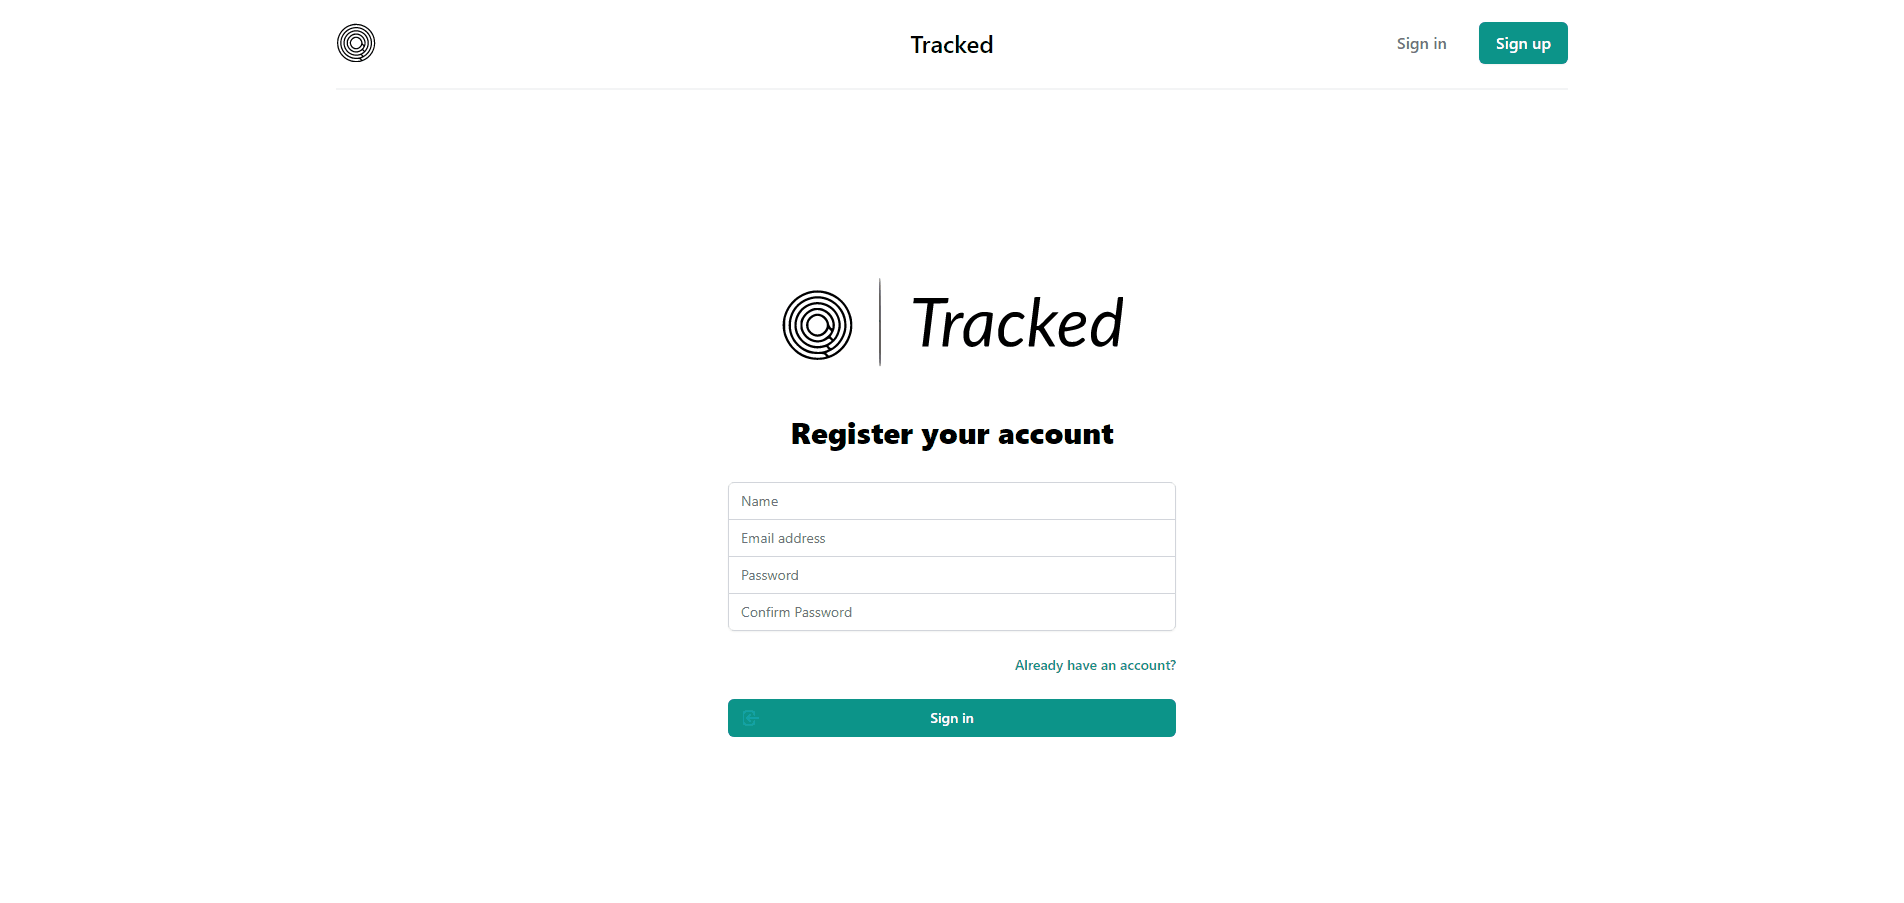 Tracked
Sign in
Sign up
Tracked
Register your account
Name
Email address
Password
Confirm Password
Already have an account?
Sign in